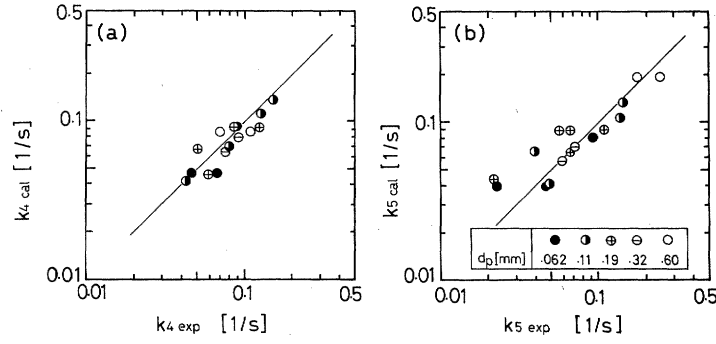 (a)
0.5
0.1
0.01
k4 cal [1/s]
0.01 0.1 0.5
k4 exp [1/s]
(b)
0.5
0.1
0.01
k5 cal [1/s]
dp[mm] .062 .11 .19 .32 .60
0.01 0.1 0.5
k5 exp [1/s]